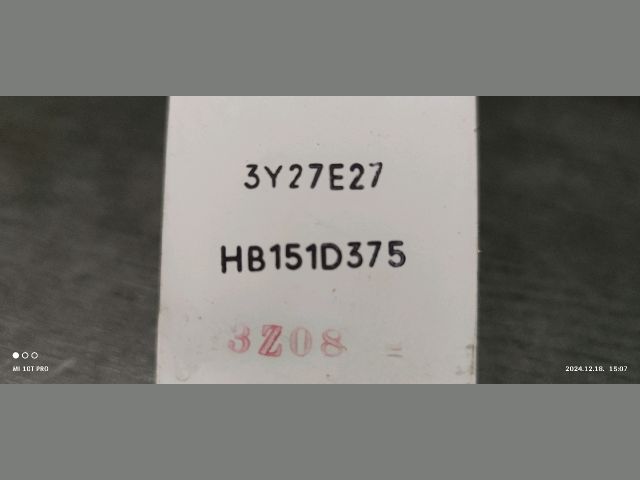 3Y27E27
HB151D375
3Z08
MI 10T PRO
2024.12.18. 15:07